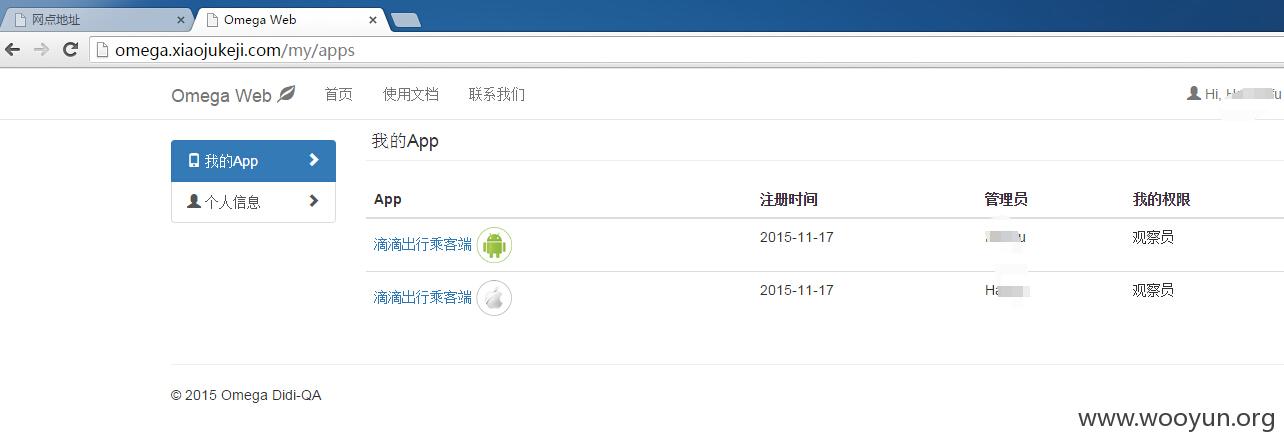 网点地址 Omega Web
omega.xiaojukeji.com/my/apps
Omega Web 首页 使用文档 联系我们 Hi,
我的App
我的App
个人信息
App 注册时间 管理员 我的权限
滴滴出行乘客端 2015-11-17 观察员
滴滴出行乘客端 2015-11-17 Ha 观察员
© 2015 Omega Didi-QA
www.wooyun.org